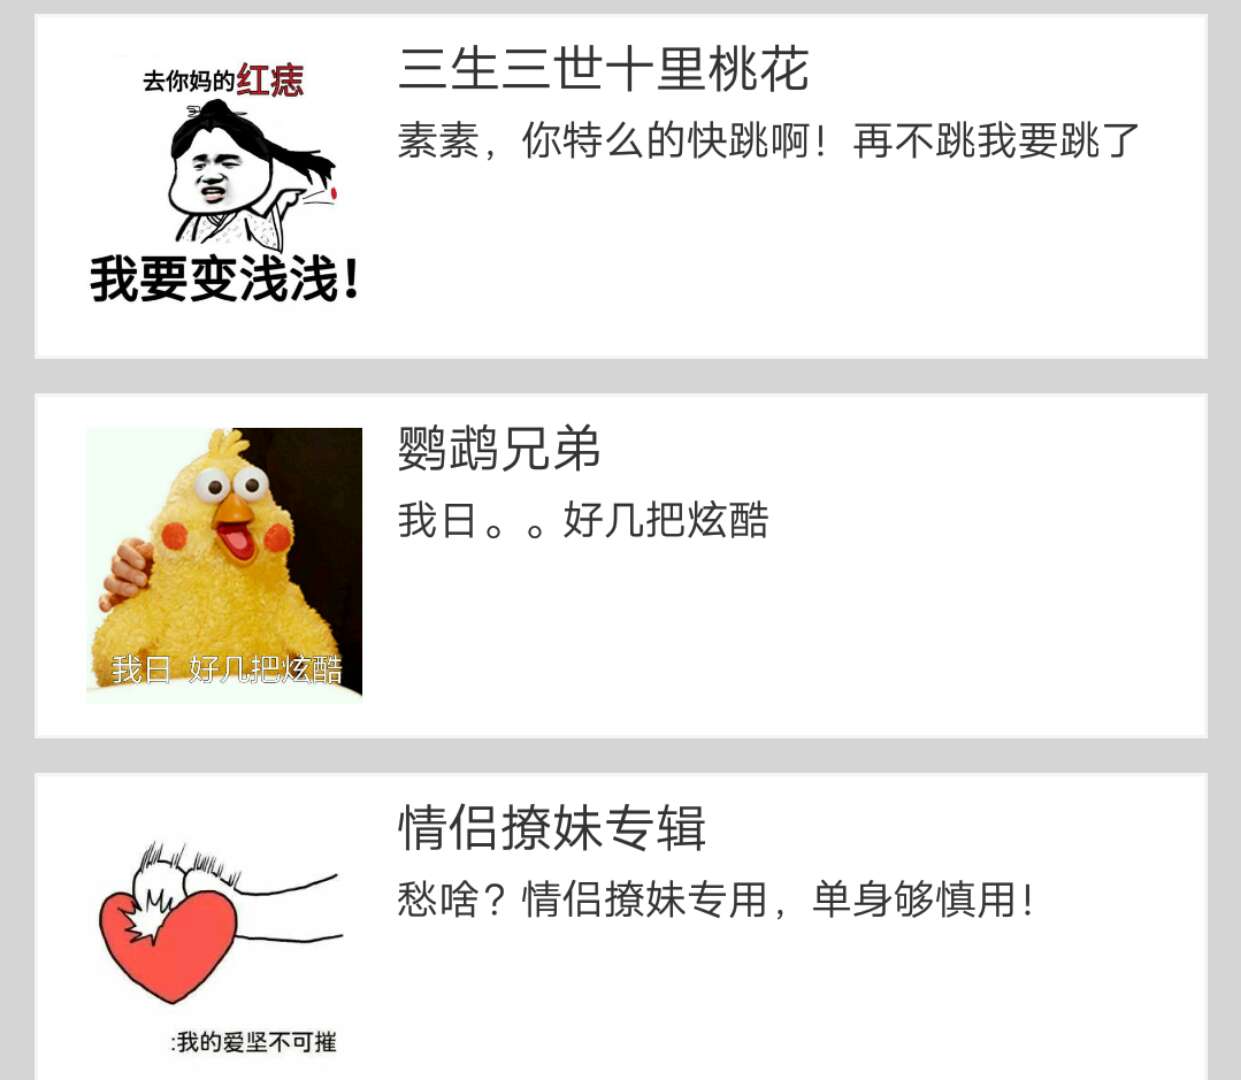 去你妈的红痣
我要变浅浅！
三生三世十里桃花
素素，你特么的快跳啊！再不跳我要跳了
我日 好几把炫酷
鹦鹉兄弟
我日。。好几把炫酷
:我的爱坚不可摧
情侣撩妹专辑
愁啥？情侣撩妹专用，单身够慎用！